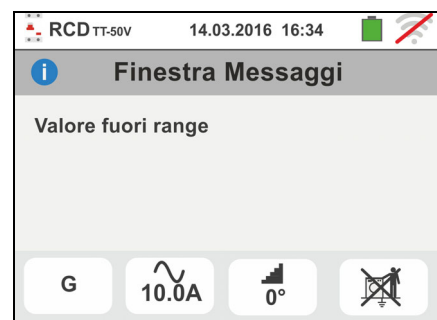 RCD TT-50V 14.03.2016 16:34
Finestra Messaggi
Valore fuori range
G 10.0A 0°